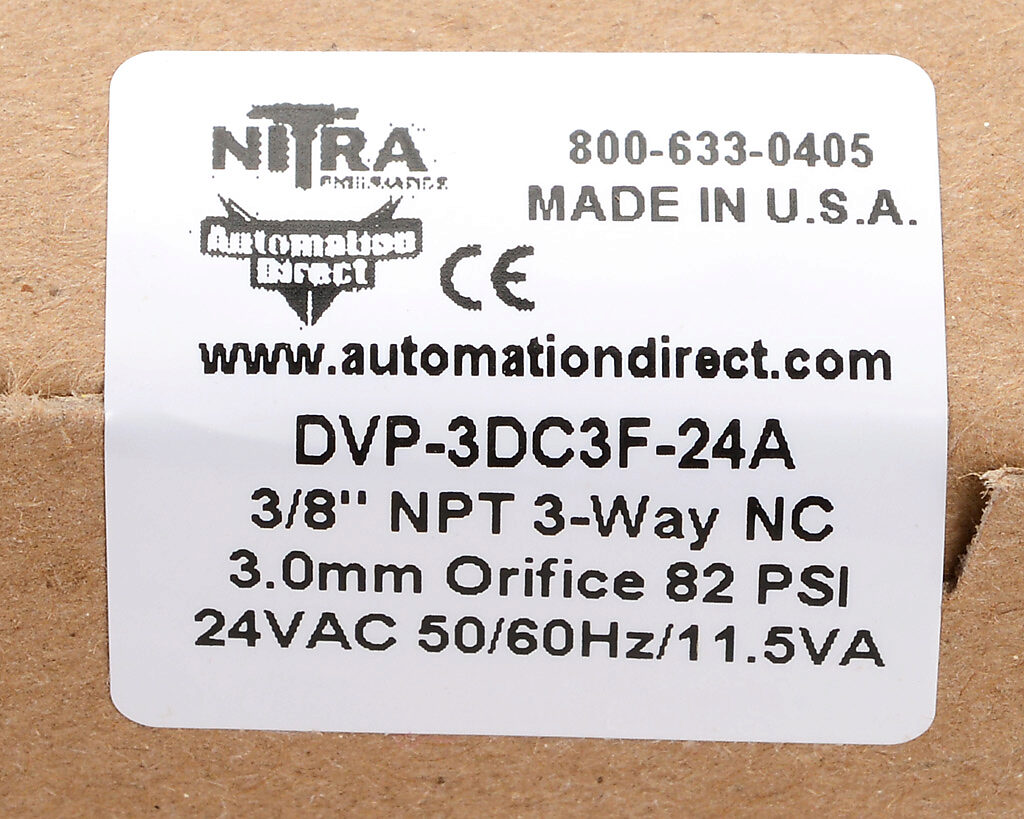 NITRA
800-633-0405
MADE IN U.S.A.
Automation
Direct
CE
www.automationdirect.com
DVP-3DC3F-24A
3/8" NPT 3-Way NC
3.0mm Orifice 82 PSI
24VAC 50/60Hz/11.5VA